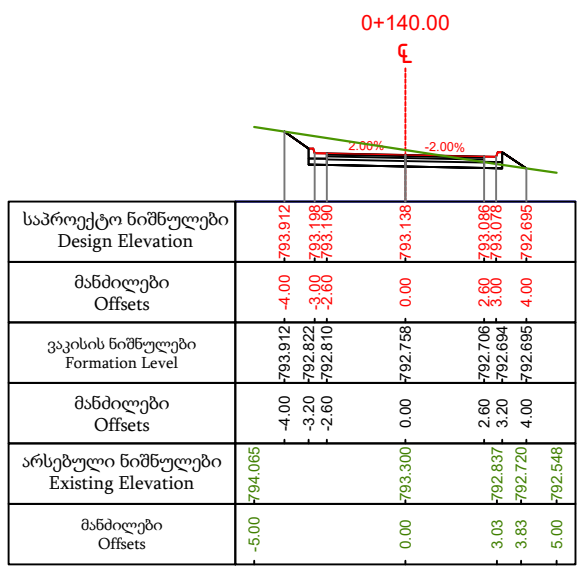 0+140.00
℄
2.00% -2.00%
საპროექტო ნიშნულები
Design Elevation
793.912 793.198 793.190 793.138 793.086 793.078 792.695
მანძილები
Offsets
-4.00 -3.00 -2.60 0.00 2.60 3.00 4.00
ვაკისის ნიშნულები
Formation Level
793.912 792.822 792.810 792.758 792.706 792.694 792.695
მანძილები
Offsets
-4.00 -3.20 -2.60 0.00 2.60 3.20 4.00
არსებული ნიშნულები
Existing Elevation
794.065 793.300 792.837 792.720 792.548
მანძილები
Offsets
-5.00 0.00 3.03 3.83 5.00